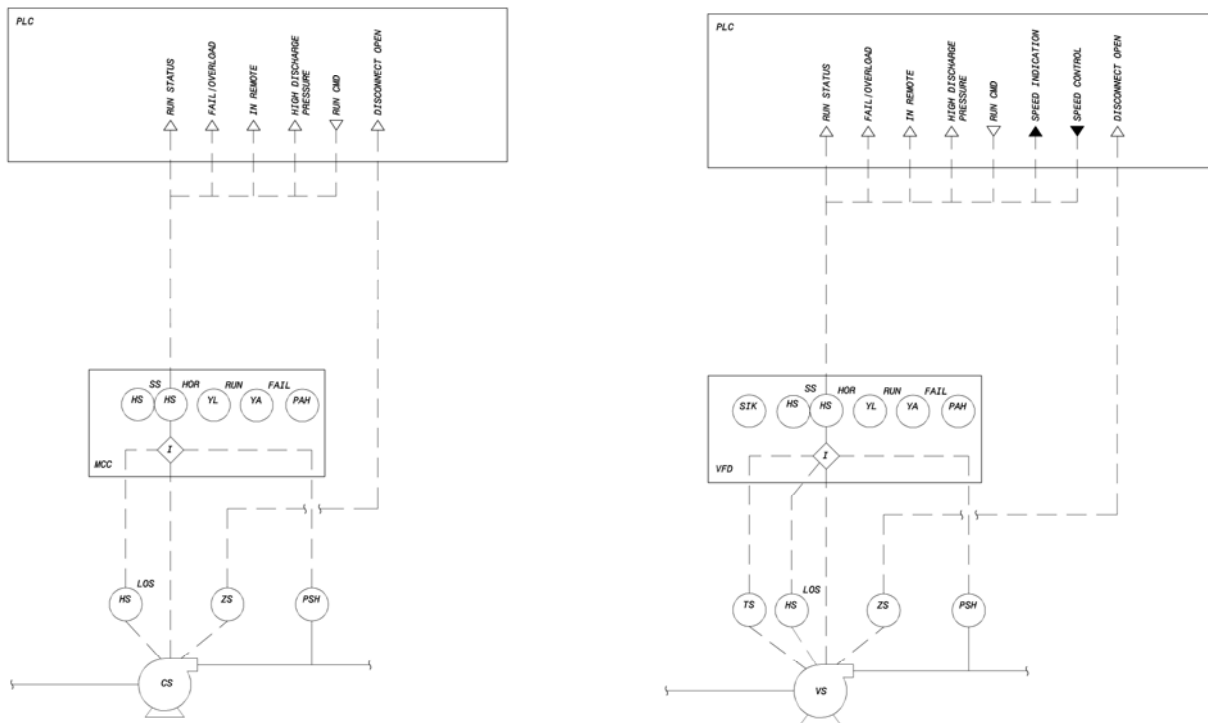 PLC
RUN STATUS
FAIL/OVERLOAD
IN REMOTE
HIGH DISCHARGE
PRESSURE
RUN CMD
DISCONNECT OPEN
SS HOR RUN FAIL
HS HS YL YA PAH
I
MCC
LOS
HS ZS PSH
CS
PLC
RUN STATUS
FAIL/OVERLOAD
IN REMOTE
HIGH DISCHARGE
PRESSURE
RUN CMD
SPEED INDICATION
SPEED CONTROL
DISCONNECT OPEN
SS HOR RUN FAIL
SIK HS HS YL YA PAH
I
VFD
LOS
TS HS ZS PSH
VS